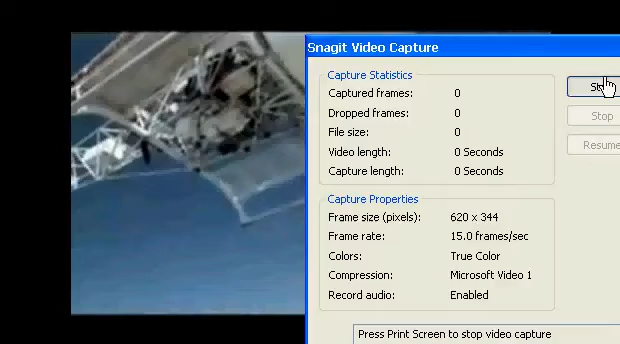 Snagit Video Capture
Capture Statistics
Captured frames: 0
Dropped frames: 0
File size: 0
Video length: 0 Seconds
Capture length: 0 Seconds
Stop
Resume
Capture Properties
Frame size (pixels): 620 x 344
Frame rate: 15.0 frames/sec
Colors: True Color
Compression: Microsoft Video 1
Record audio: Enabled
Press Print Screen to stop video capture